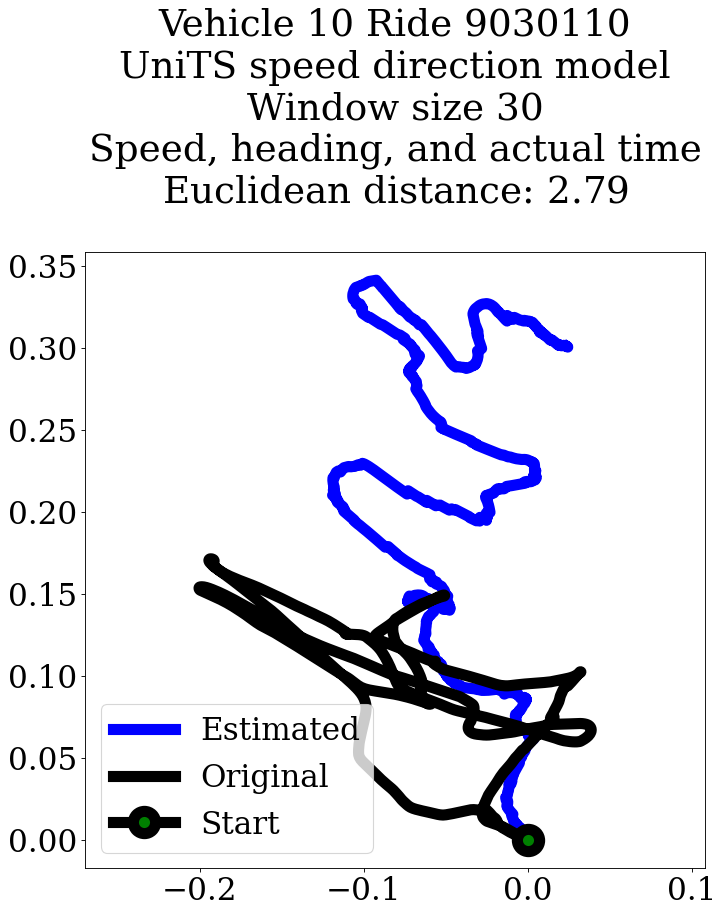 Vehicle 10 Ride 9030110
UniTS speed direction model
Window size 30
Speed, heading, and actual time
Euclidean distance: 2.79
0.35
0.30
0.25
0.20
0.15
0.10
0.05
0.00
Estimated
Original
Start
−0.2
−0.1
0.0
0.1